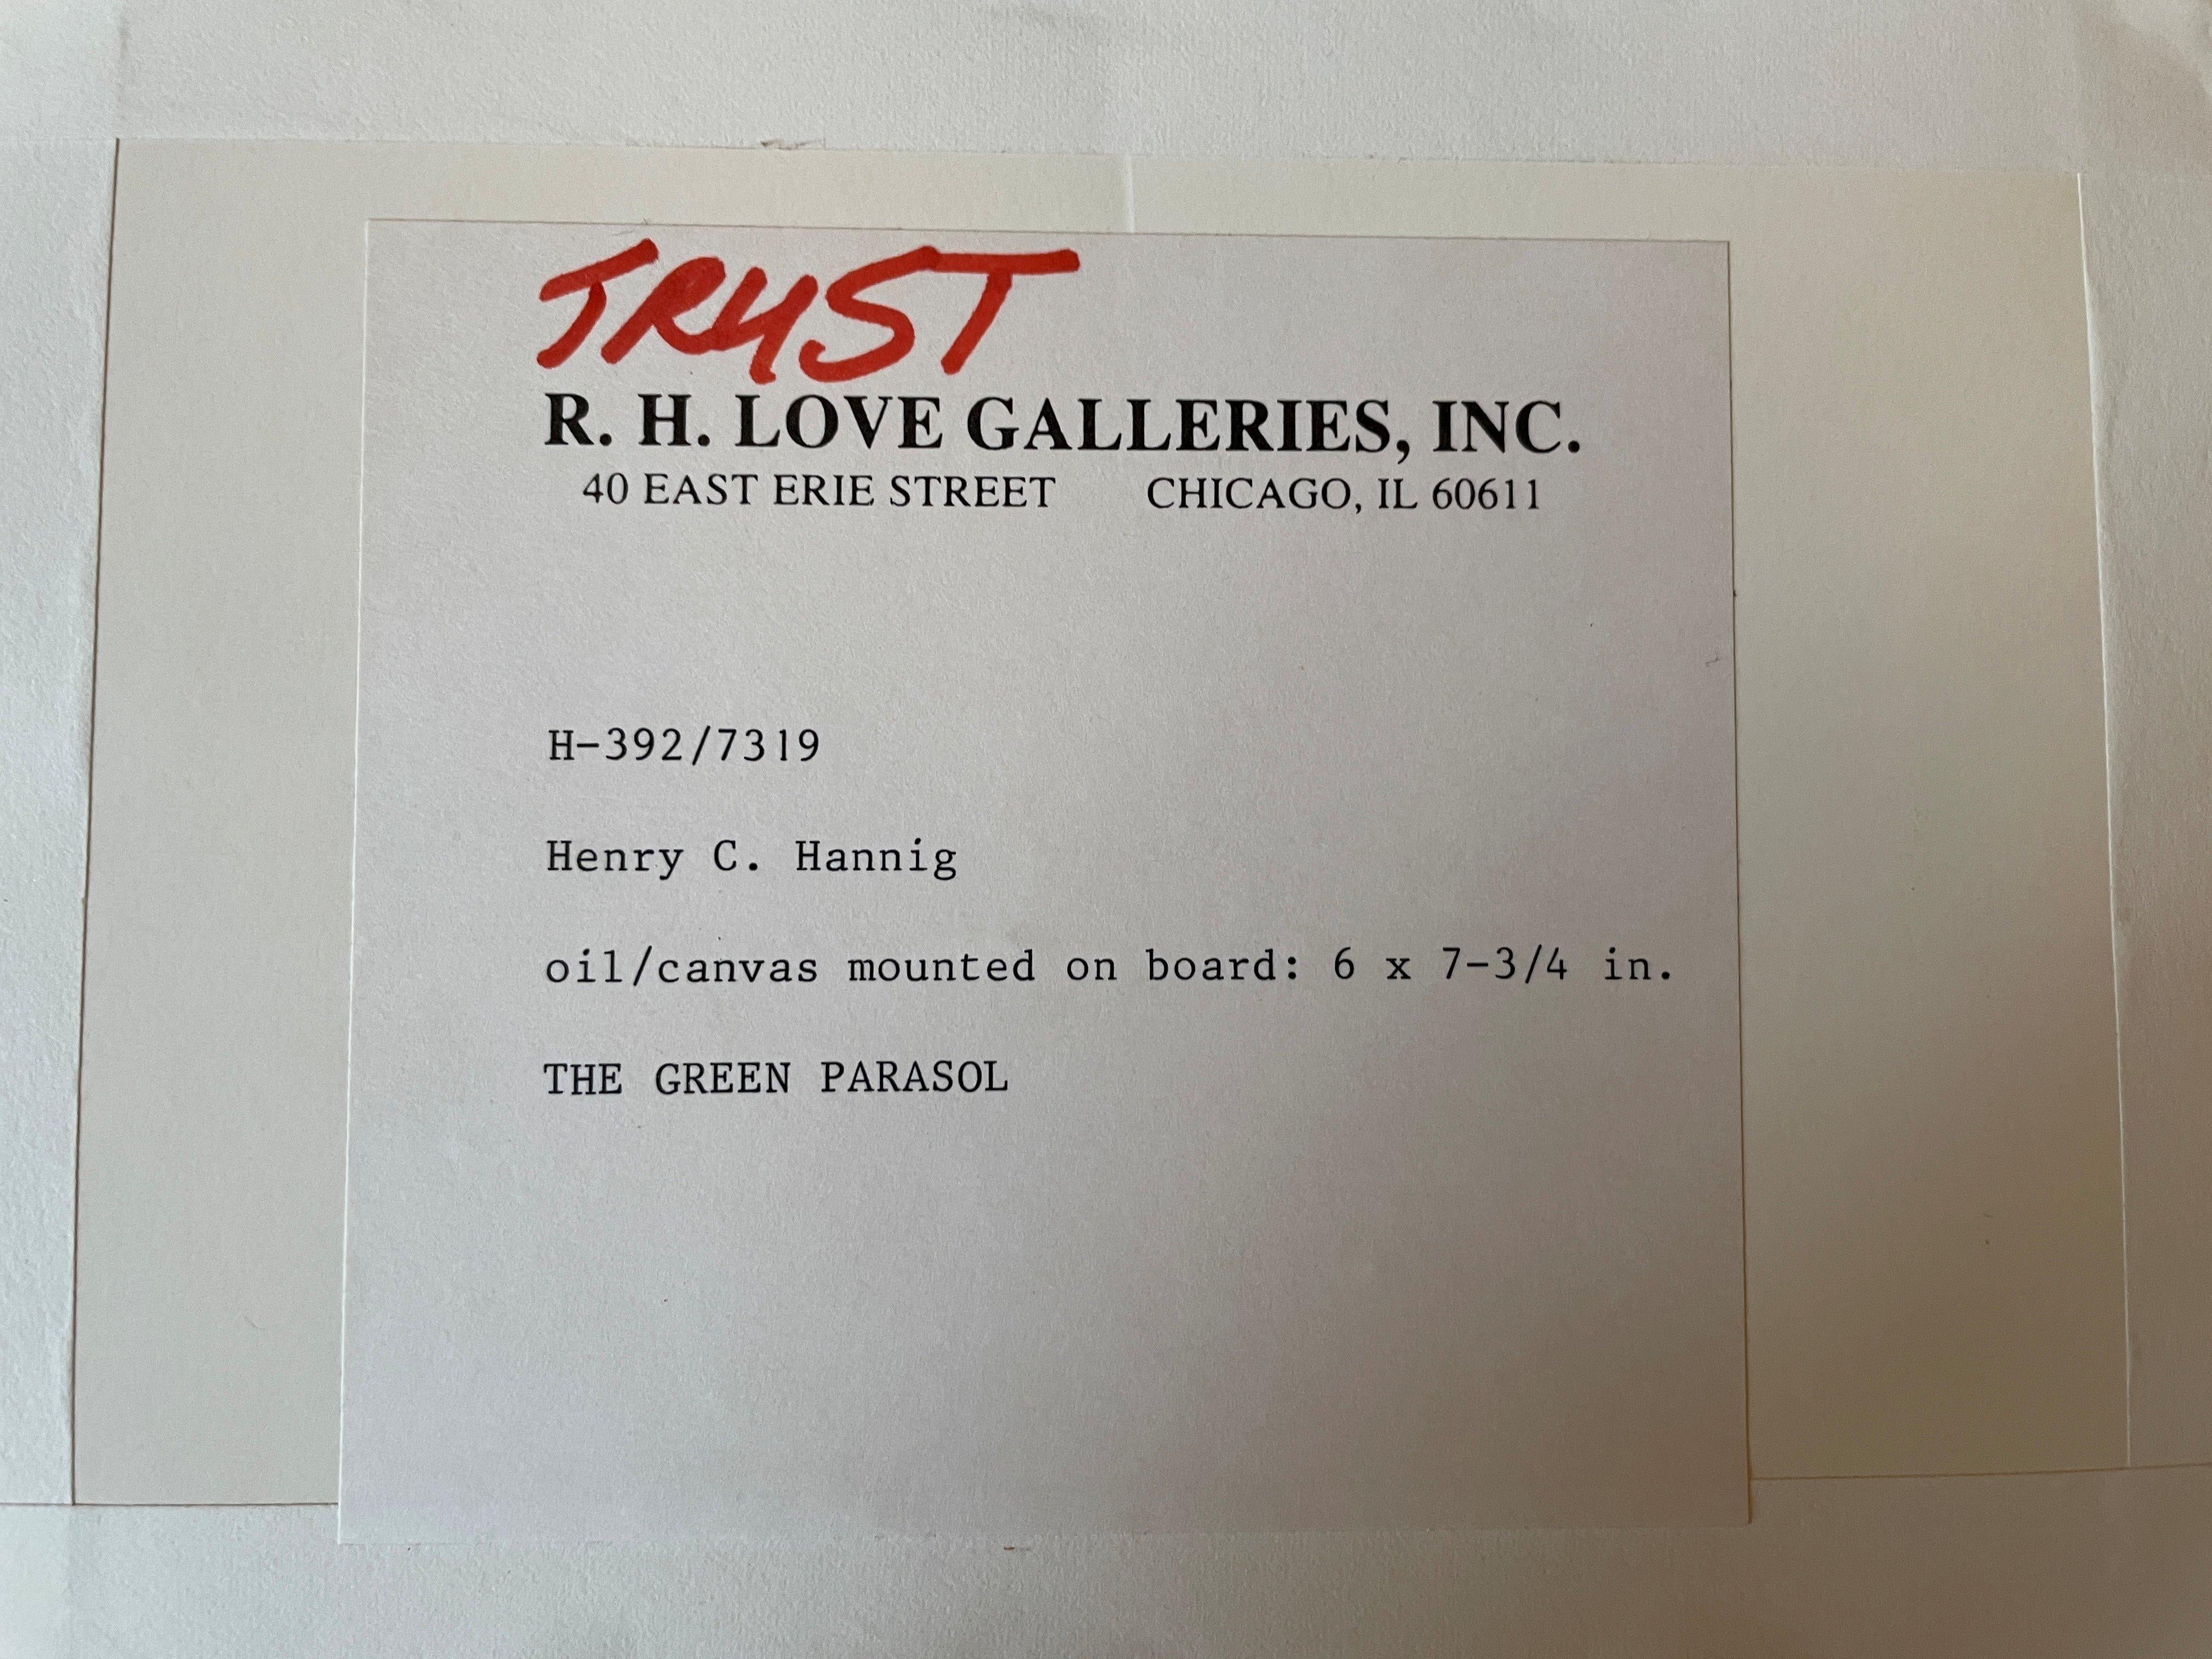 TRUST
R. H. LOVE GALLERIES, INC.
40 EAST ERIE STREET CHICAGO, IL 60611
H-392/7319
Henry C. Hannig
oil/canvas mounted on board: 6 x 7-3/4 in.
THE GREEN PARASOL